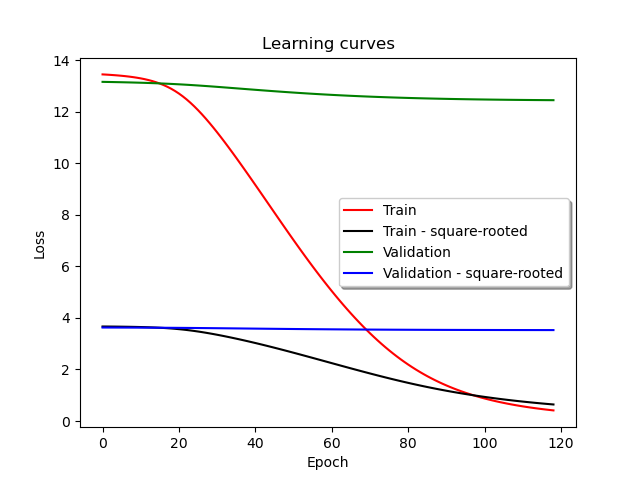 Learning curves
14
12
10
8
6
4
2
0
Loss
Train
Train - square-rooted
Validation
Validation - square-rooted
0 20 40 60 80 100 120
Epoch